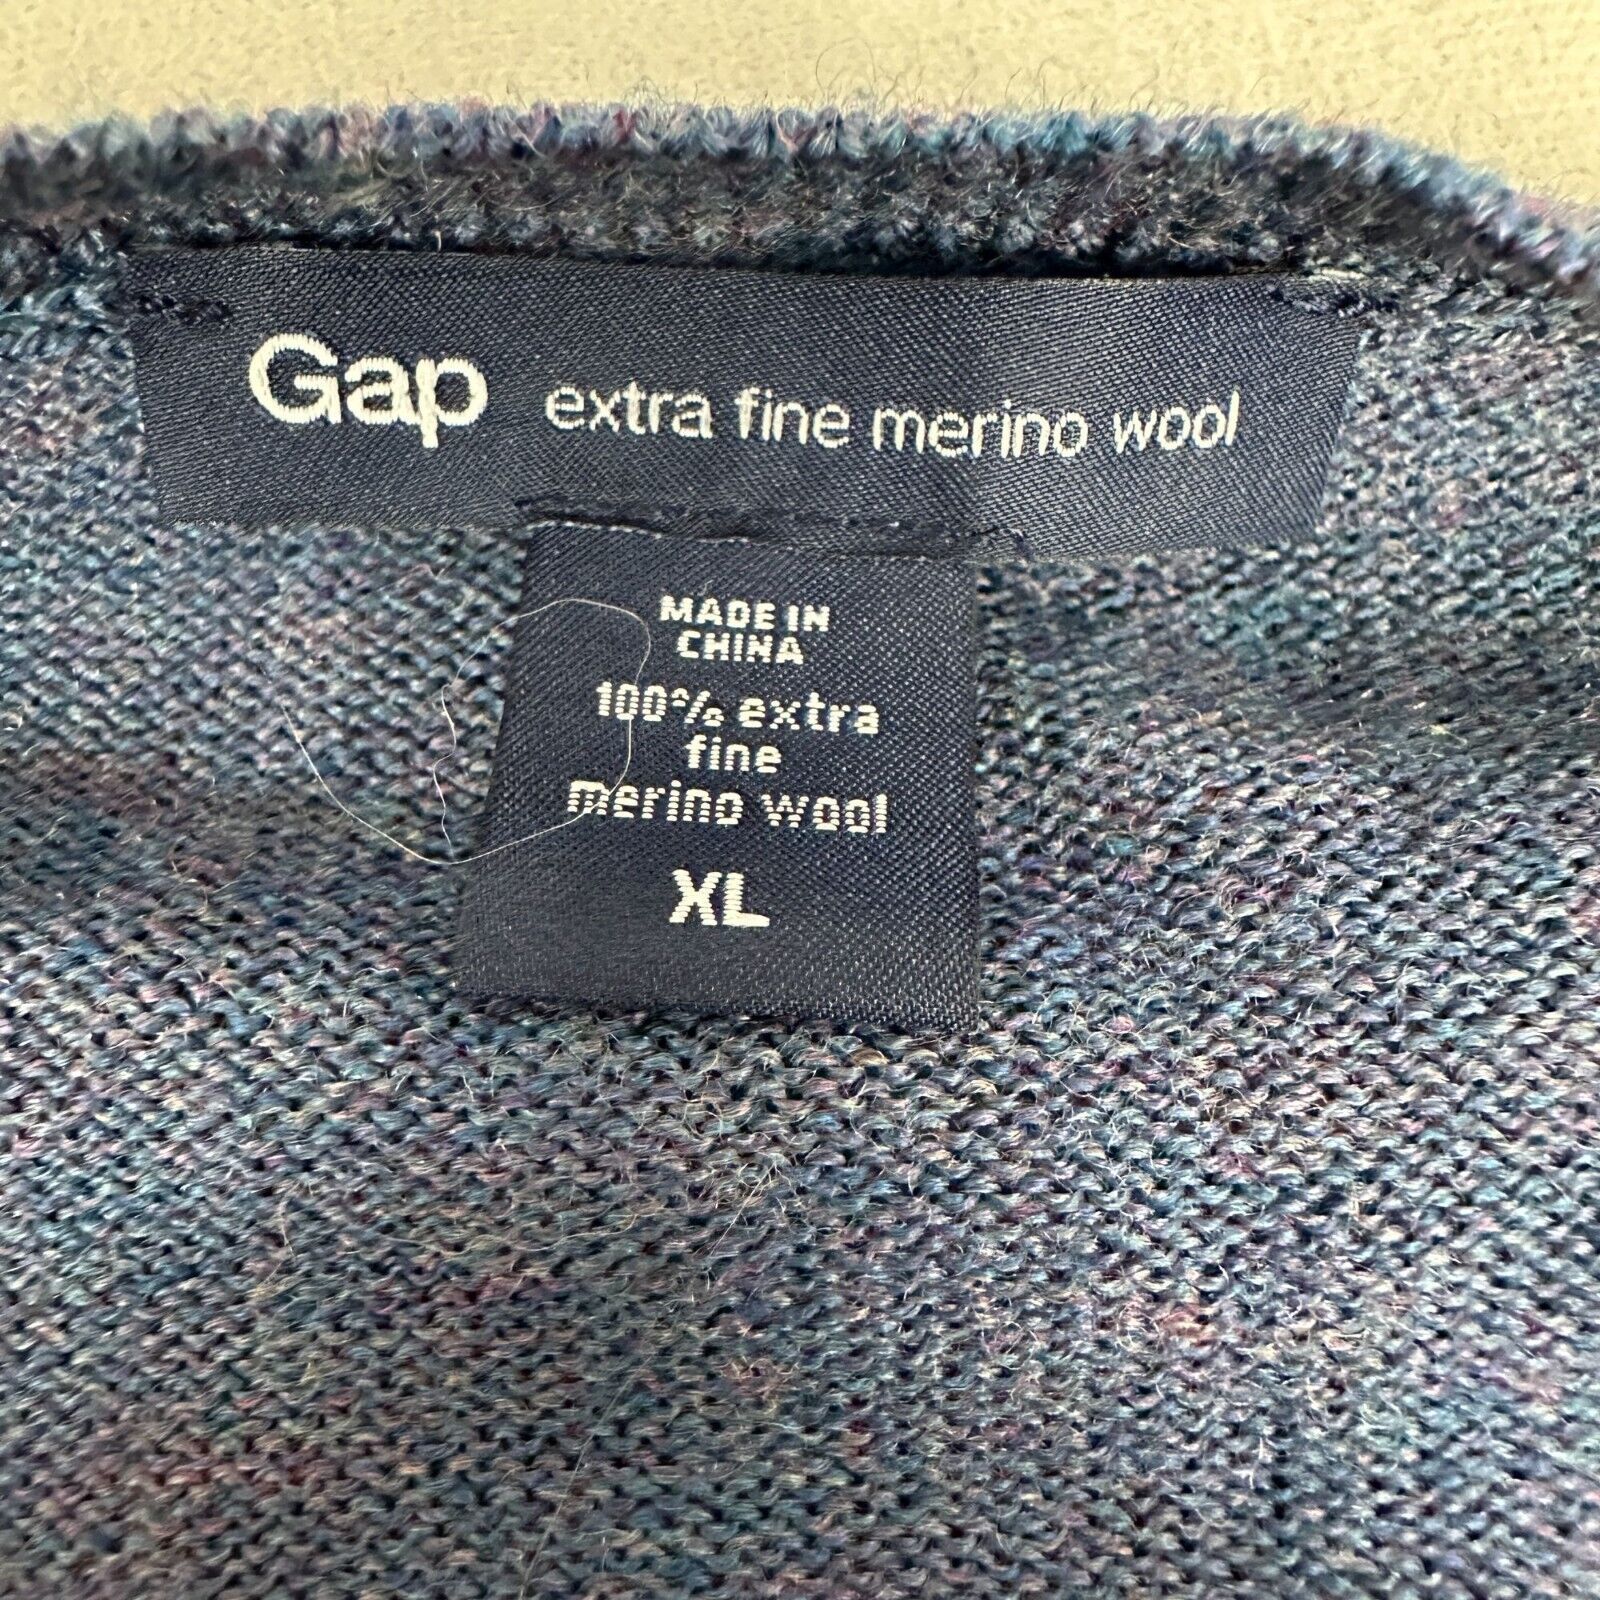 Gap extra fine merino wool
MADE IN
CHINA
100% extra
fine
merino wool
XL